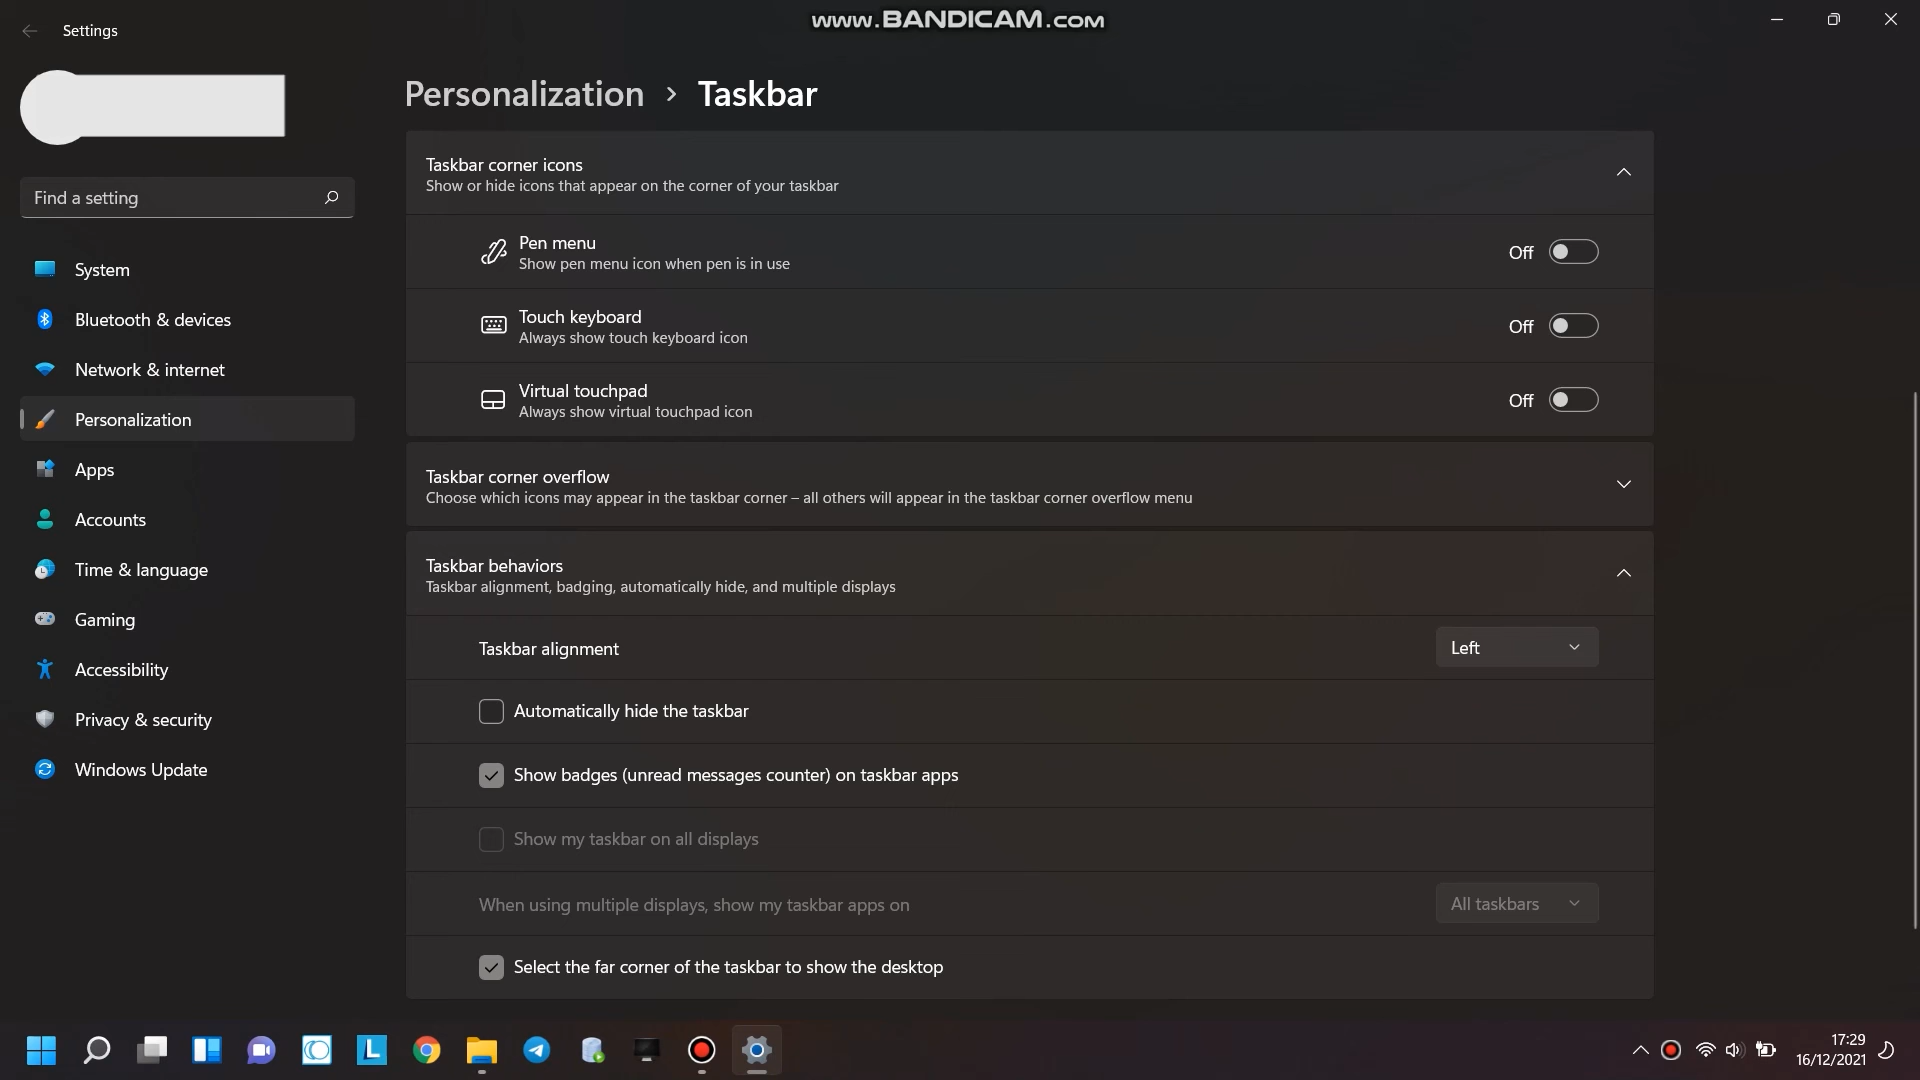 www.BANDICAM.com
Settings
Personalization > Taskbar
Find a setting
System
Bluetooth & devices
Network & internet
Personalization
Apps
Accounts
Time & language
Gaming
Accessibility
Privacy & security
Windows Update
Taskbar corner icons
Show or hide icons that appear on the corner of your taskbar
Pen menu
Show pen menu icon when pen is in use
Off
Touch keyboard
Always show touch keyboard icon
Off
Virtual touchpad
Always show virtual touchpad icon
Off
Taskbar corner overflow
Choose which icons may appear in the taskbar corner – all others will appear in the taskbar corner overflow menu
Taskbar behaviors
Taskbar alignment, badging, automatically hide, and multiple displays
Taskbar alignment
Left
Automatically hide the taskbar
Show badges (unread messages counter) on taskbar apps
Show my taskbar on all displays
When using multiple displays, show my taskbar apps on
All taskbars
Select the far corner of the taskbar to show the desktop
L
17:29
16/12/2021